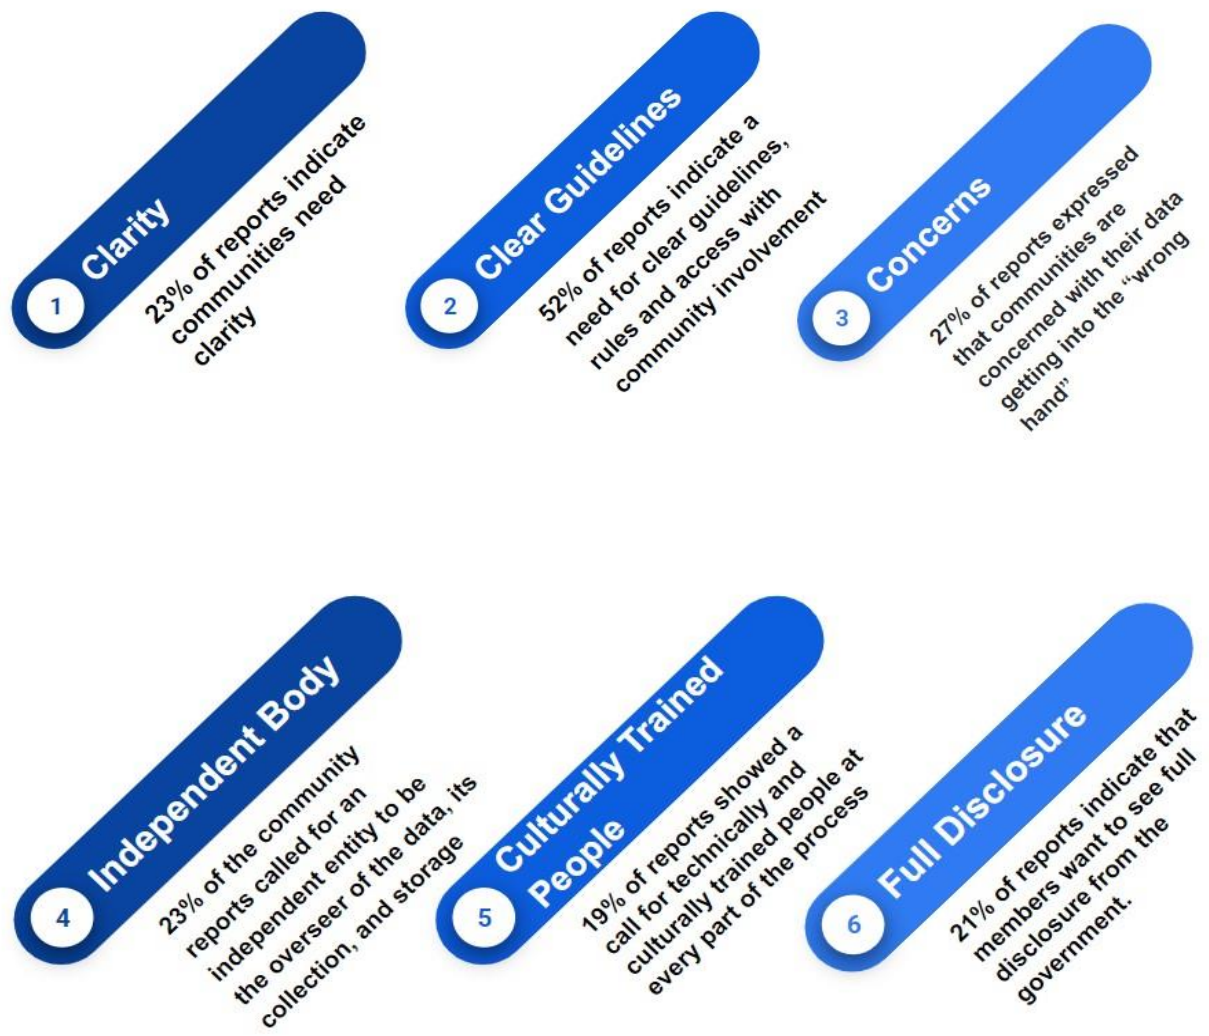 1
Clarity
23% of reports indicate
communities need
clarity
2
Clear Guidelines
52% of reports indicate a
need for clear guidelines,
rules and access with
community involvement
3
Concerns
27% of reports expressed
that communities are
concerned with their data
getting into the “wrong
hand”
4
Independent Body
23% of the community
reports called for an
independent entity to be
the overseer of the data, its
collection, and storage
5
Culturally Trained
People
19% of reports showed a
call for technically and
culturally trained people at
every part of the process
6
Full Disclosure
21% of reports indicate that
members want to see full
disclosure from the
government.